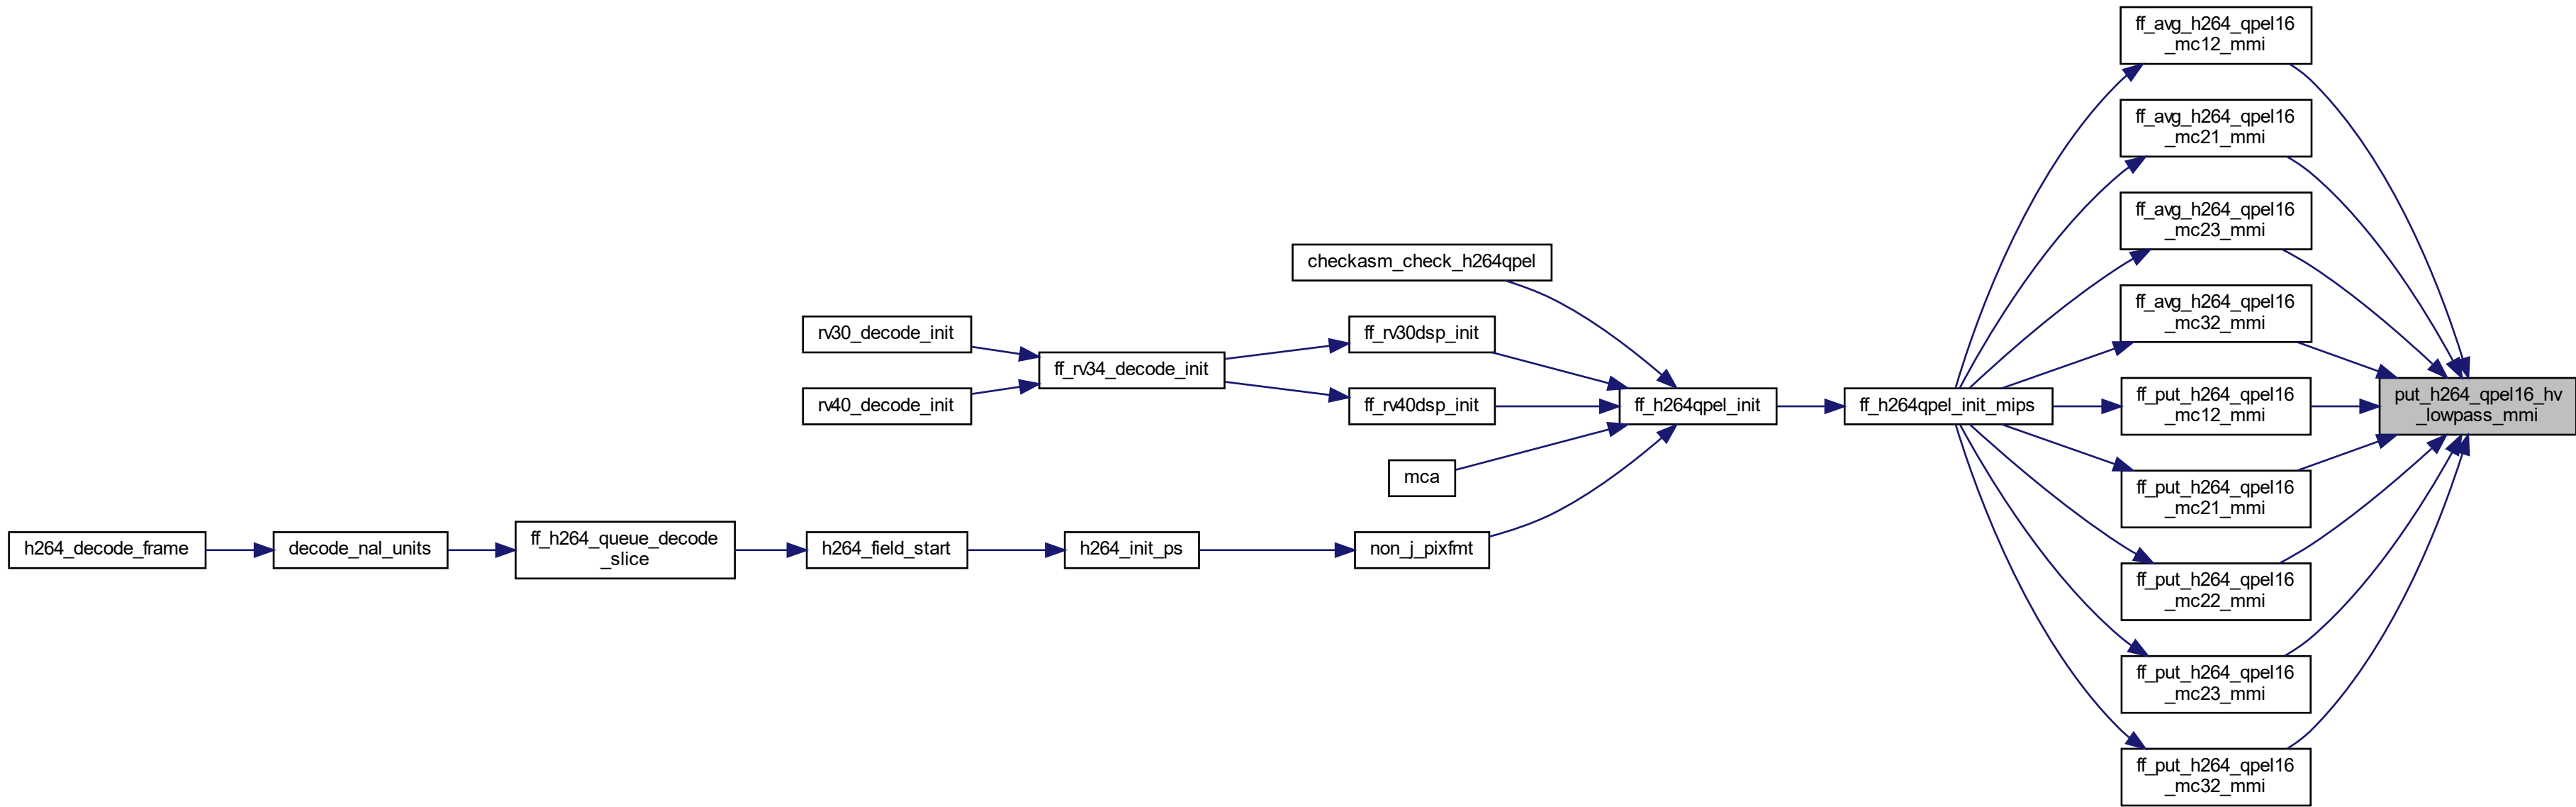 ff_avg_h264_qpel16
_mc12_mmi
ff_avg_h264_qpel16
_mc21_mmi
ff_avg_h264_qpel16
_mc23_mmi
checkasm_check_h264qpel
ff_avg_h264_qpel16
_mc32_mmi
rv30_decode_init
ff_rv30dsp_init
ff_rv34_decode_init
rv40_decode_init
ff_rv40dsp_init
ff_h264qpel_init
ff_h264qpel_init_mips
ff_put_h264_qpel16
_mc12_mmi
put_h264_qpel16_hv
_lowpass_mmi
mca
ff_put_h264_qpel16
_mc21_mmi
h264_decode_frame
decode_nal_units
ff_h264_queue_decode
_slice
h264_field_start
h264_init_ps
non_j_pixfmt
ff_put_h264_qpel16
_mc22_mmi
ff_put_h264_qpel16
_mc23_mmi
ff_put_h264_qpel16
_mc32_mmi